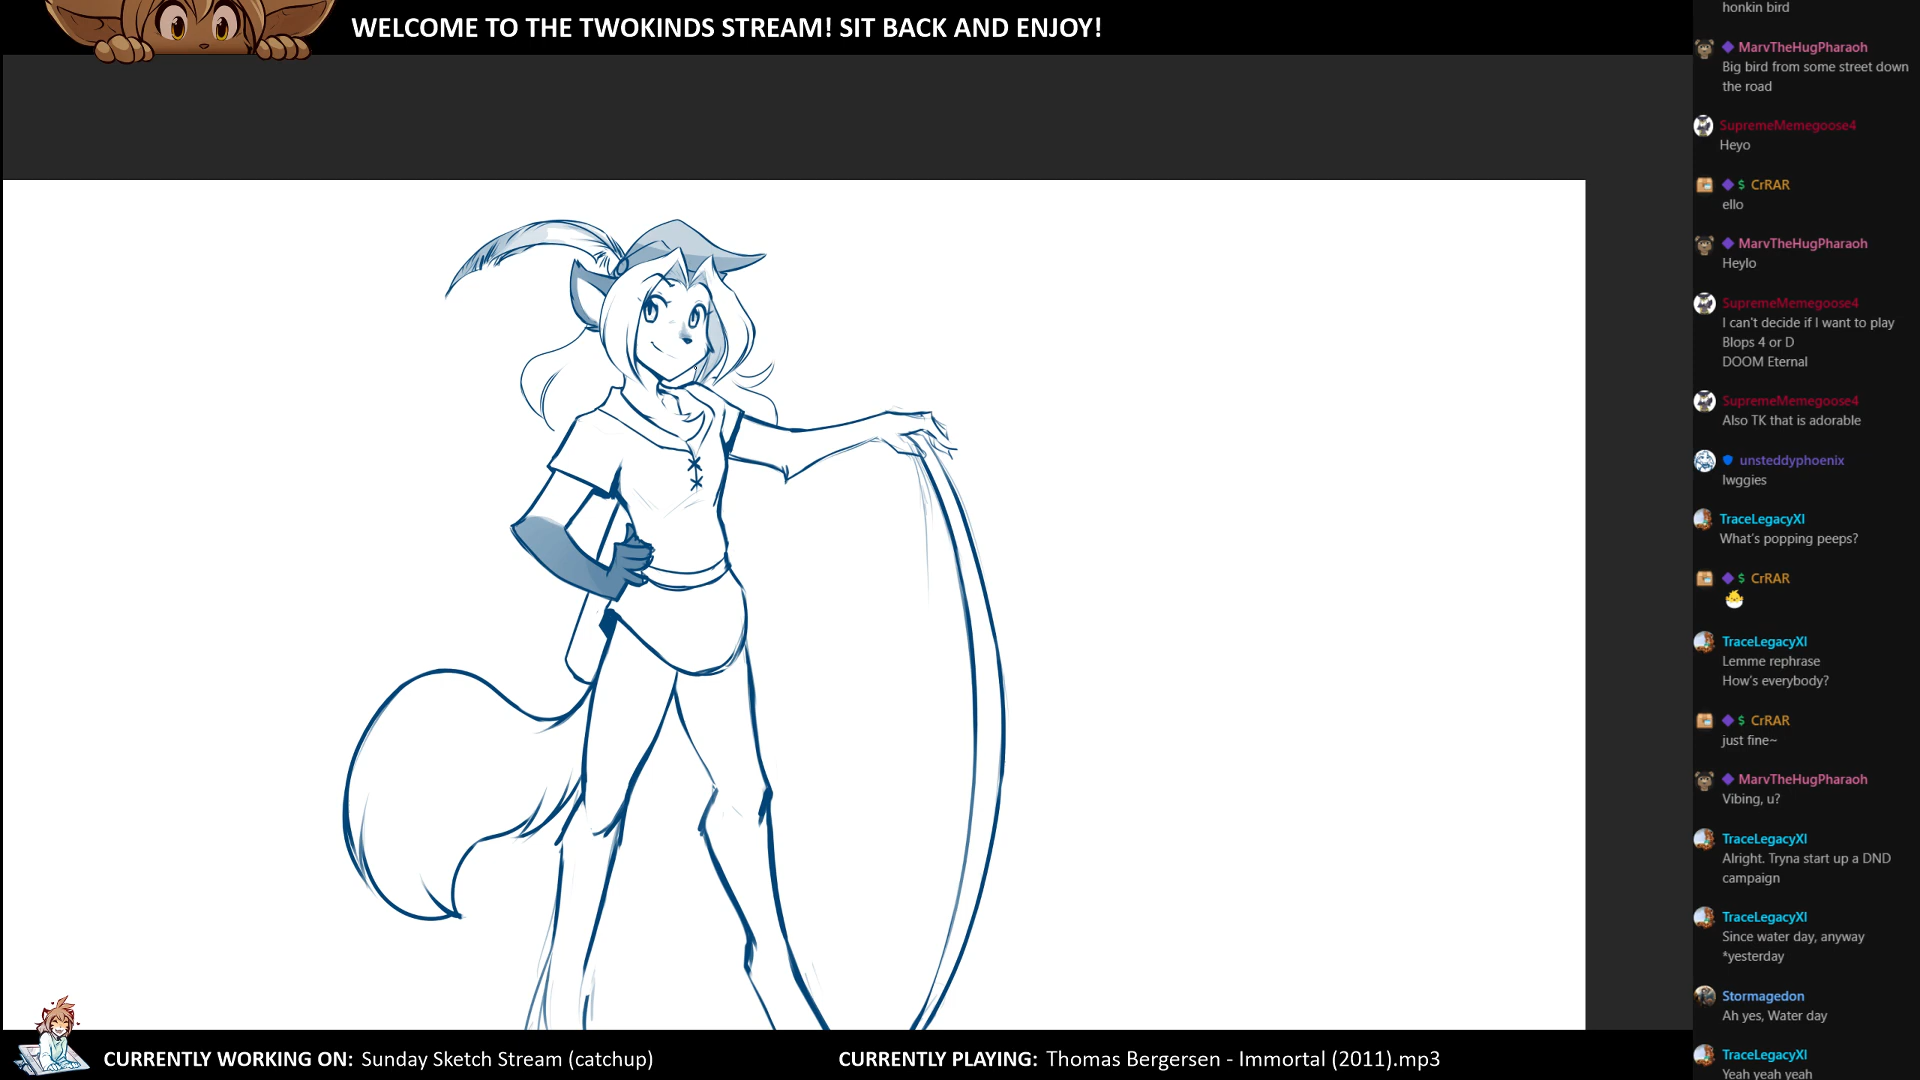 WELCOME TO THE TWOKINDS STREAM! SIT BACK AND ENJOY!
honkin bird
MarvTheHugPharaoh
Big bird from some street down
the road
SupremeMemegoose4
Heyo
$ CrRAR
ello
MarvTheHugPharaoh
Heylo
SupremeMemegoose4
I can't decide if I want to play
Blops 4 or D
DOOM Eternal
SupremeMemegoose4
Also TK that is adorable
unsteddyphoenix
Iwggies
TraceLegacyXI
What's popping peeps?
$ CrRAR
TraceLegacyXI
Lemme rephrase
How's everybody?
$ CrRAR
just fine~
MarvTheHugPharaoh
Vibing, u?
TraceLegacyXI
Alright. Tryna start up a DND
campaign
TraceLegacyXI
Since water day, anyway
*yesterday
Stormagedon
Ah yes, Water day
TraceLegacyXI
Yeah yeah yeah
CURRENTLY WORKING ON: Sunday Sketch Stream (catchup)
CURRENTLY PLAYING: Thomas Bergersen - Immortal (2011).mp3